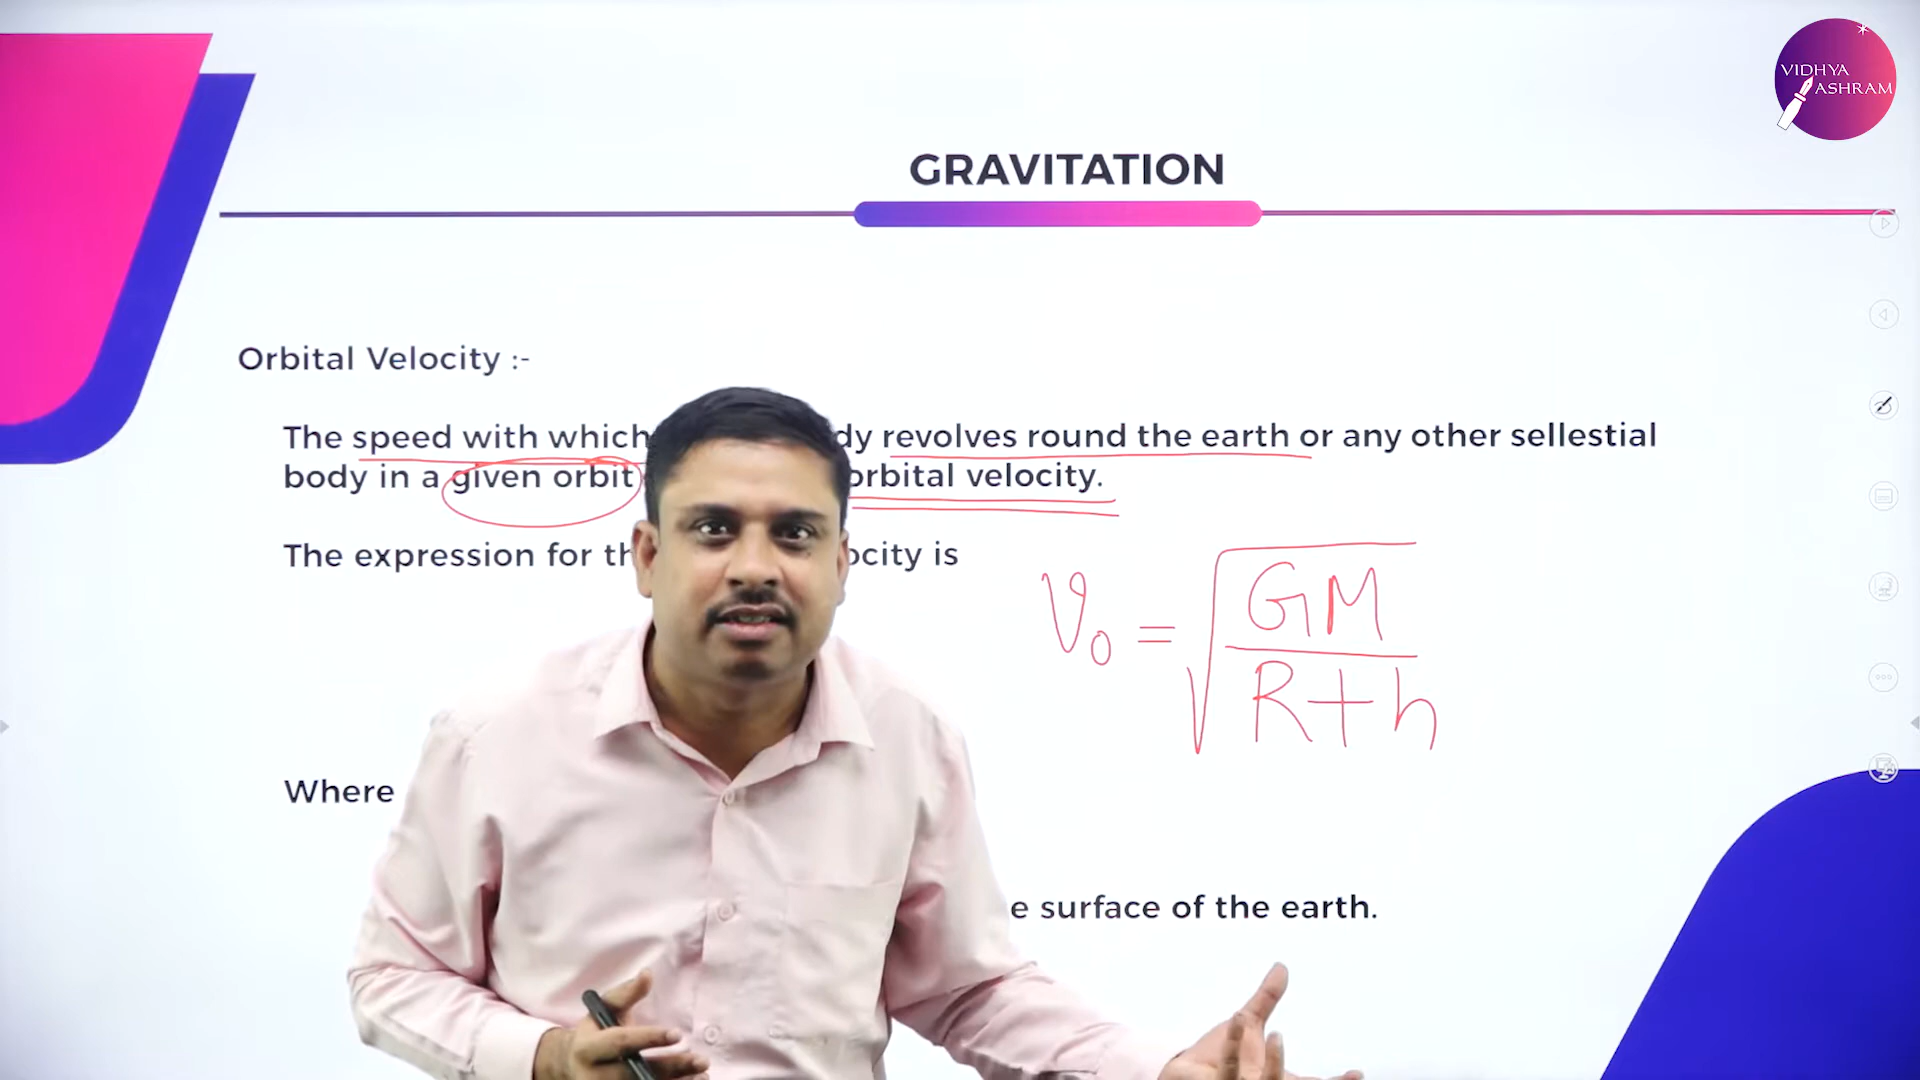 VIDHYA
ASHRAM
GRAVITATION
Orbital Velocity :-
The speed with which dy revolves round the earth or any other sellestial
body in a given orbit orbital velocity.
The expression for th ocity is
V₀ = √(GM/(R+h))
Where
e surface of the earth.